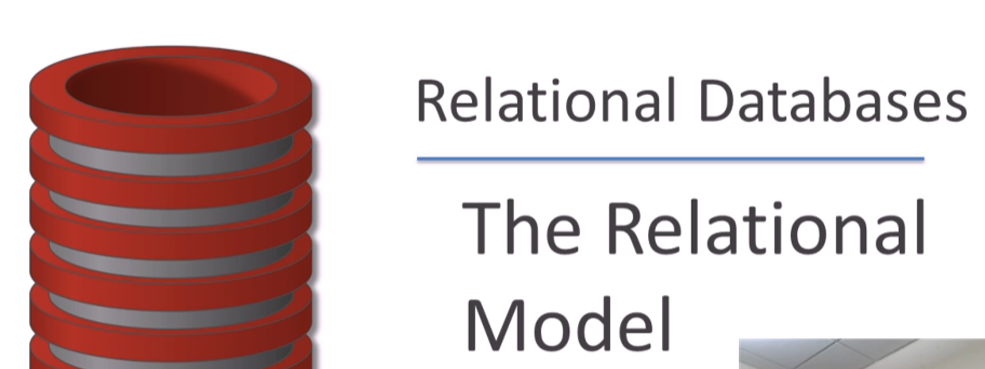 Relational Databases
The Relational
Model